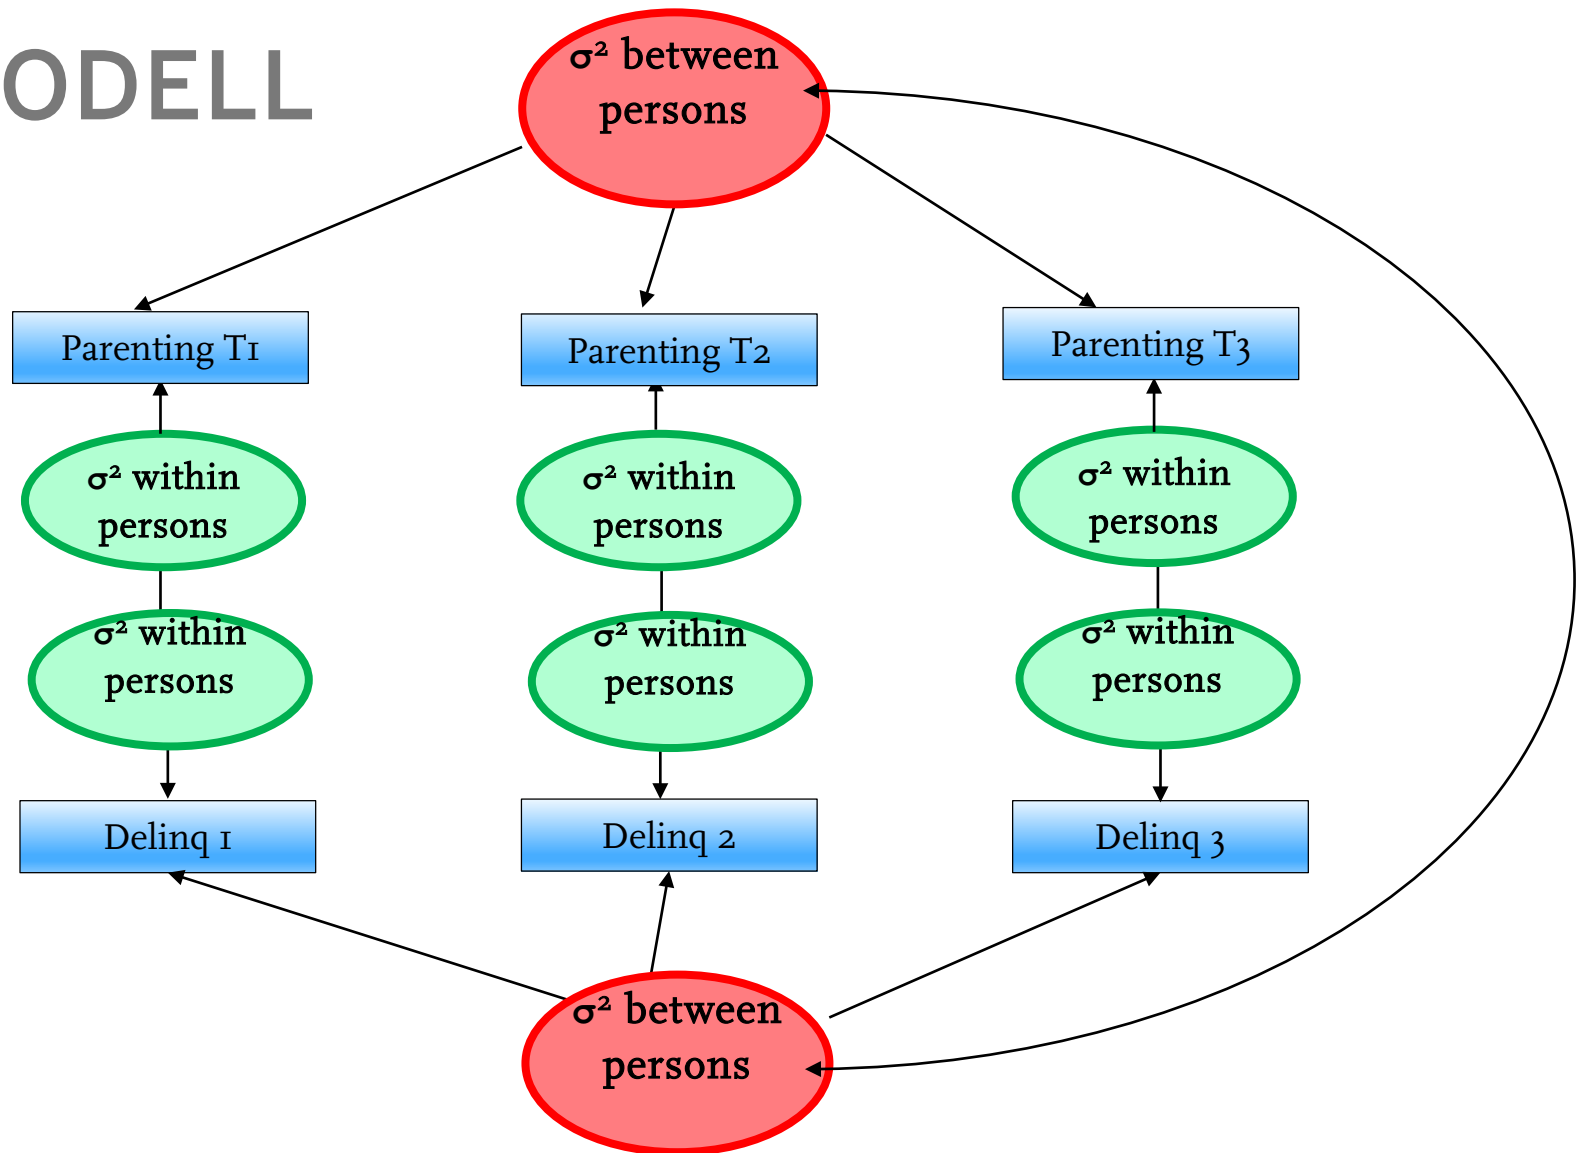 ODELL
σ² between
persons
Parenting T1
Parenting T2
Parenting T3
σ² within
persons
σ² within
persons
σ² within
persons
σ² within
persons
σ² within
persons
σ² within
persons
Delinq 1
Delinq 2
Delinq 3
σ² between
persons